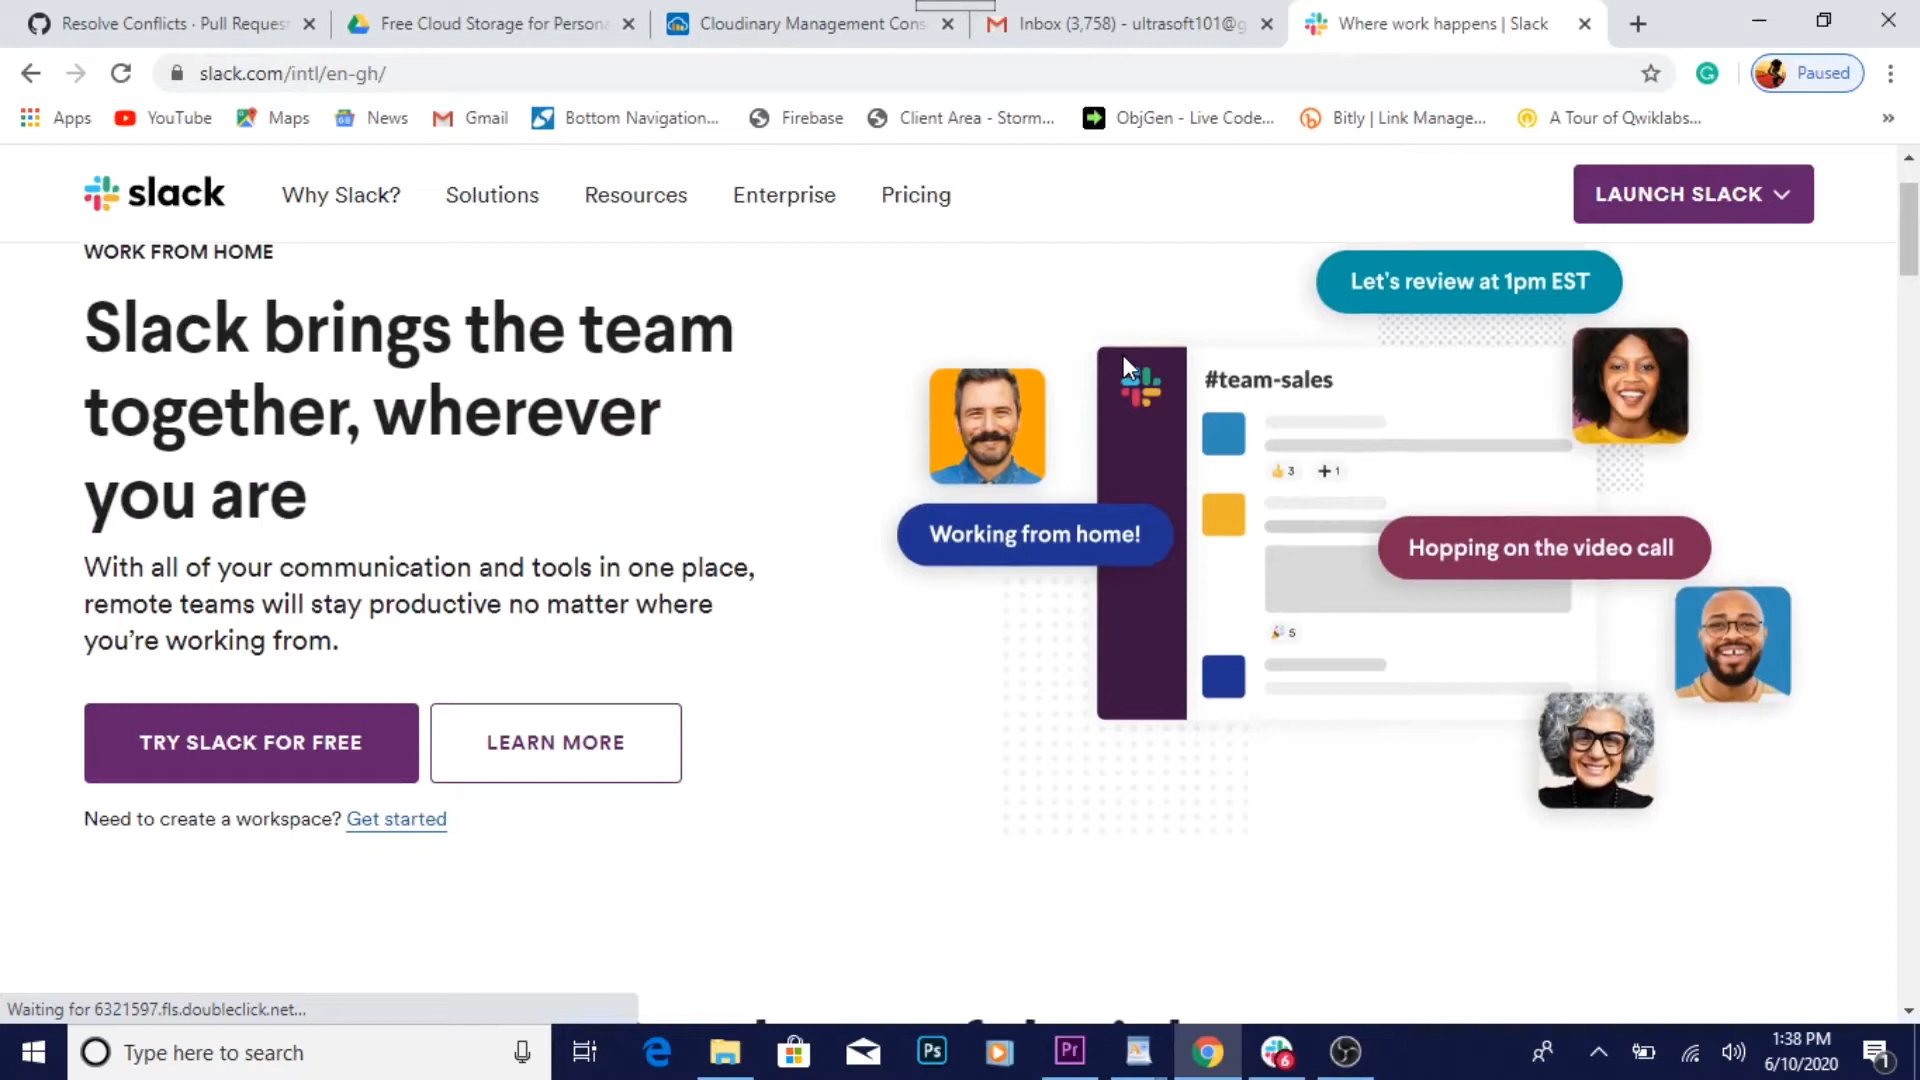 Resolve Conflicts · Pull Reques
Free Cloud Storage for Persona
Cloudinary Management Cons
Inbox (3,758) - ultrasoft101@g
Where work happens | Slack
slack.com/intl/en-gh/
Paused
Apps
YouTube
Maps
News
Gmail
Bottom Navigation...
Firebase
Client Area - Storm...
ObjGen - Live Code...
Bitly | Link Manage...
A Tour of Qwiklabs...
»
slack
Why Slack?
Solutions
Resources
Enterprise
Pricing
LAUNCH SLACK
WORK FROM HOME
Slack brings the team
together, wherever
you are
With all of your communication and tools in one place,
remote teams will stay productive no matter where
you’re working from.
TRY SLACK FOR FREE
LEARN MORE
Need to create a workspace? Get started
Let’s review at 1pm EST
#team-sales
3
+ 1
Working from home!
Hopping on the video call
5
Waiting for 6321597.fls.doubleclick.net...
Type here to search
Ps
Pr
6
1:38 PM
6/10/2020
1